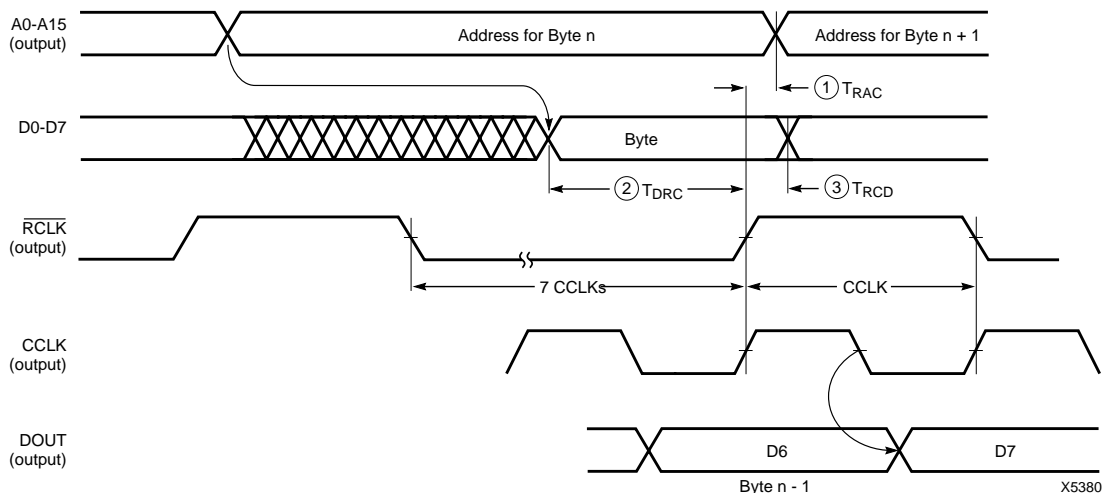 A0-A15
(output)
Address for Byte n
Address for Byte n + 1
1 TRAC
D0-D7
Byte
2 TDRC
3 TRCD
RCLK
(output)
7 CCLKs
CCLK
CCLK
(output)
DOUT
(output)
D6
D7
Byte n - 1
X5380